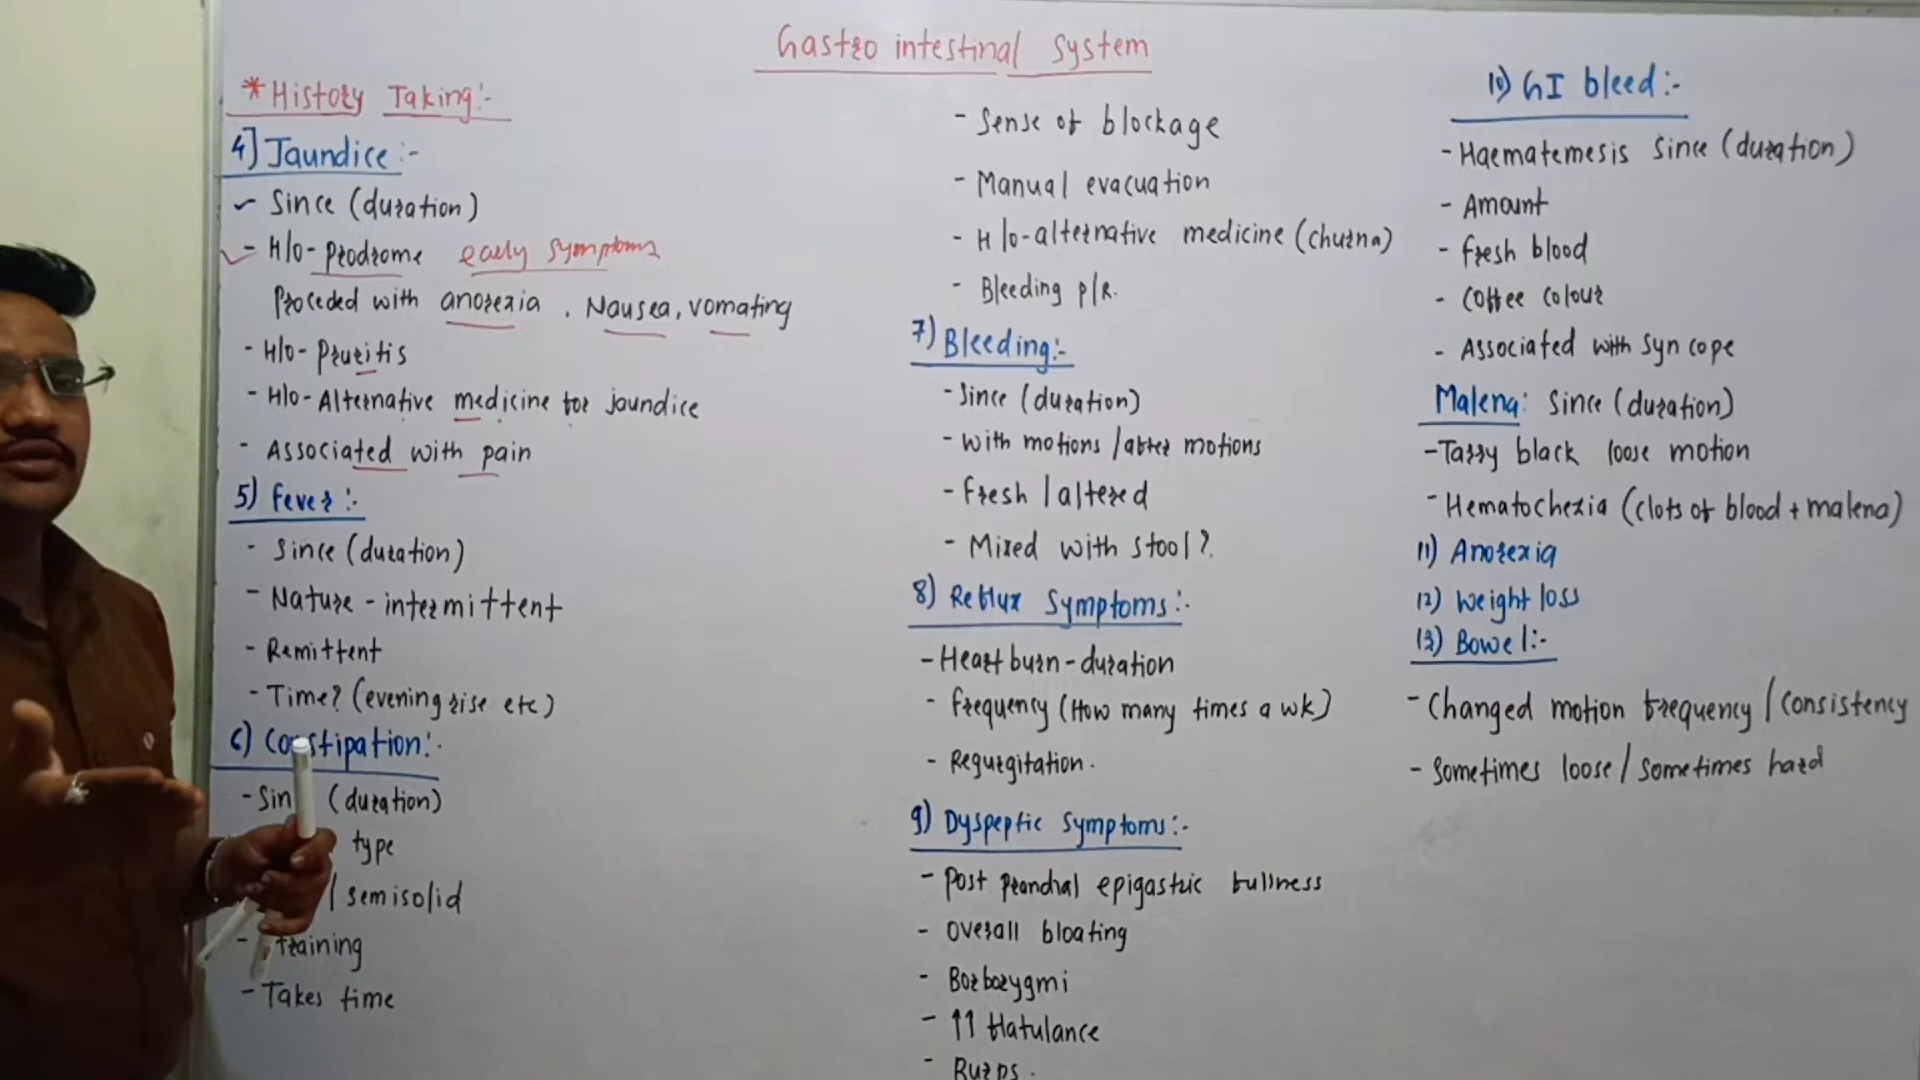 Gastro intestinal System
*History Taking:-
4] Jaundice:-
- Since (duration)
- H/o- Prodrome early symptoms
Proceded with anorexia, Nausea, vomating
- H/o- Pruritis
- H/o- Alternative medicine for jaundice
- Associated with pain
5) Fever:-
- Since (duration)
- Nature - intermittent
- Remittent
- Time? (evening rise etc)
6) Constipation:-
- Sin (duration)
type
/ semisolid
- training
- Takes time
- Sense of blockage
- Manual evacuation
- H/o-alternative medicine (churna)
- Bleeding P/R.
7) Bleeding:-
- Since (duration)
- With motions / after motions
- Fresh / altered
- Mixed with stool?
8) Reflux Symptoms:-
- Heart burn - duration
- Frequency (How many times a wk)
- Regurgitation.
9) Dyspeptic Symptoms:-
- Post prandial epigastric fullness
- Overall bloating
- Borborygmi
- ↑↑ flatulance
- Burps.
10) GI bleed:-
- Haematemesis since (duration)
- Amount
- Fresh blood
- Coffee colour
- Associated with syn cope
Malena: Since (duration)
- Tarry black loose motion
- Hematochezia (clots of blood + malena)
11) Anorexia
12) Weight loss
13) Bowel:-
- Changed motion frequency / consistency
- Sometimes loose / sometimes hard